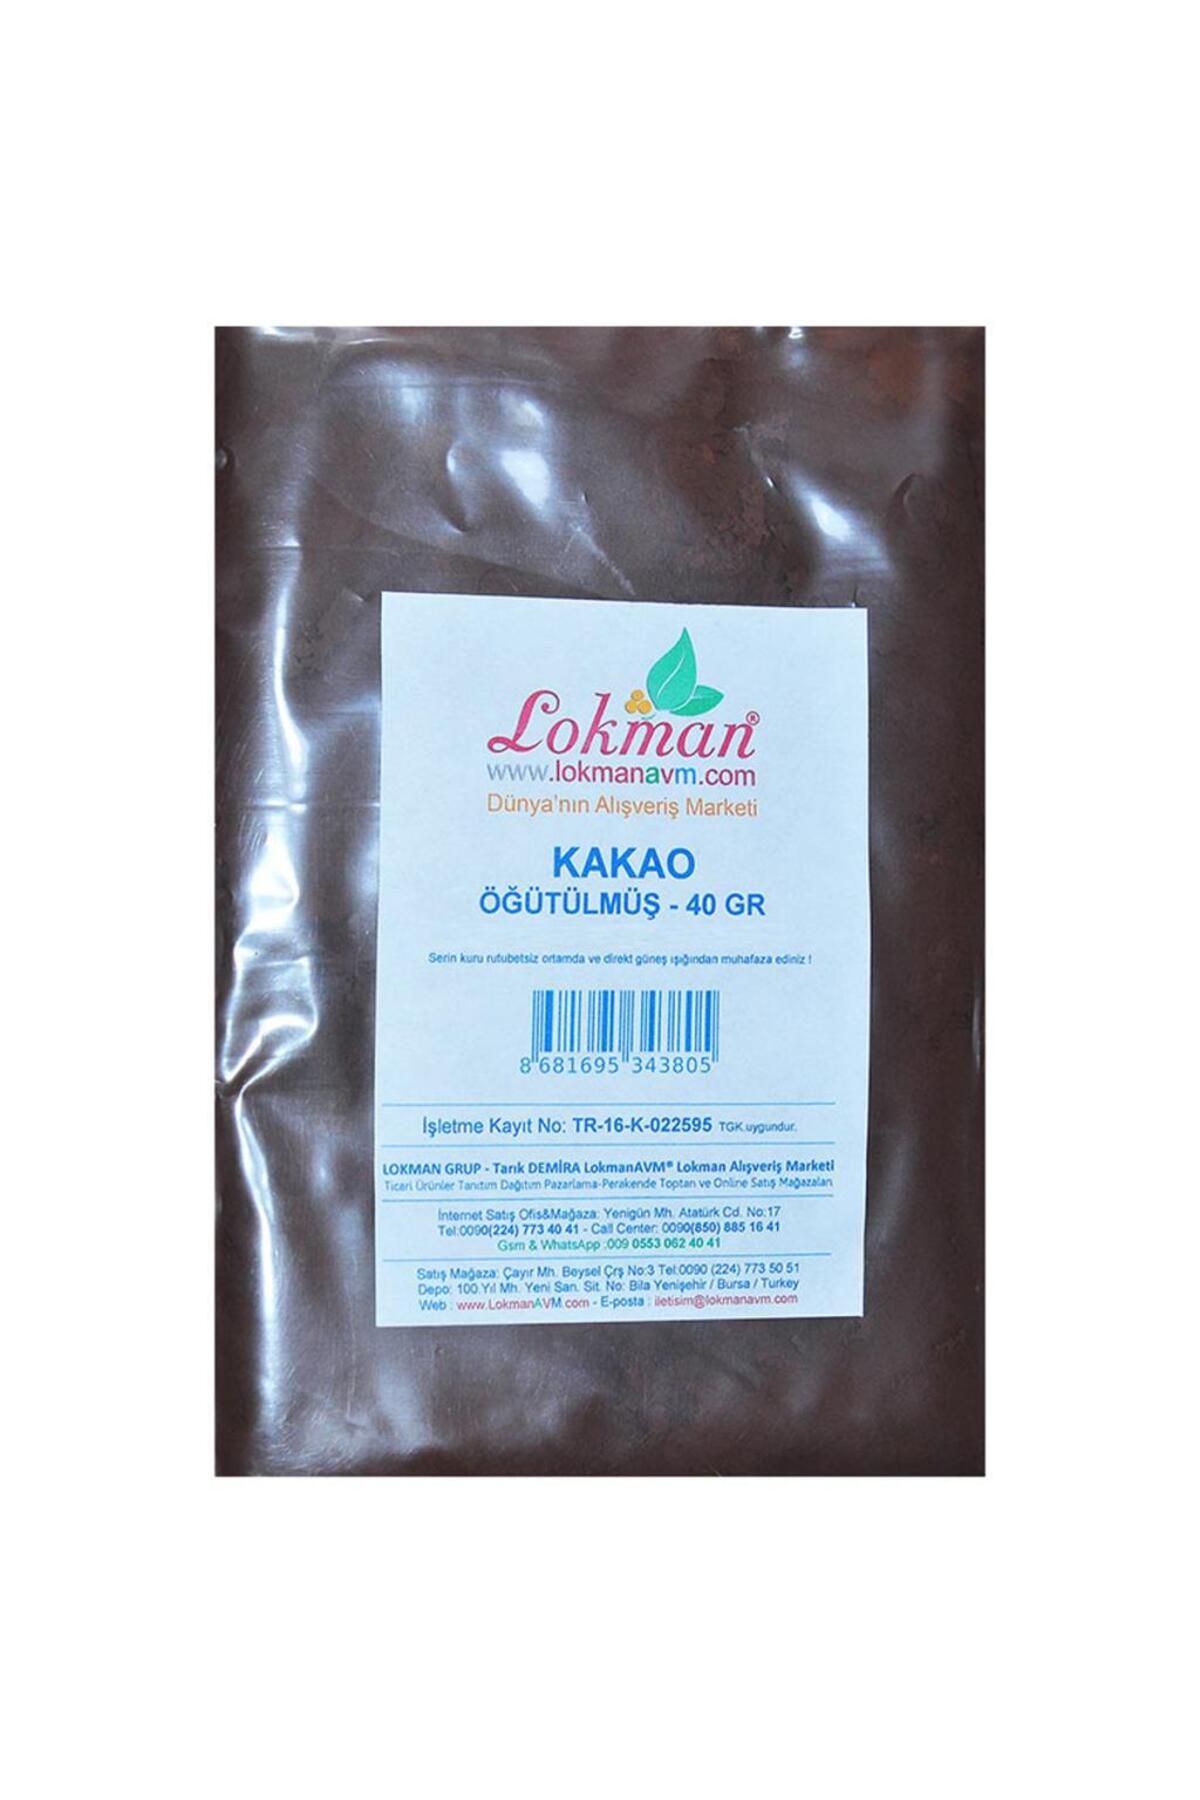 Lokman®
www.lokmanavm.com
Dünya'nın Alışveriş Marketi
KAKAO
ÖĞÜTÜLMÜŞ - 40 GR
Serin kuru rutubetsiz ortamda ve direkt güneş ışığından muhafaza ediniz !
8 681695 343805
İşletme Kayıt No: TR-16-K-022595 TGK.uygundur.
LOKMAN GRUP - Tarık DEMİRA LokmanAVM® Lokman Alışveriş Marketi
Ticari Ürünler Tanıtım Dağıtım Pazarlama-Perakende Toptan ve Online Satış Mağazaları
İnternet Satış Ofis&Mağaza: Yenigün Mh. Atatürk Cd. No:17
Tel:0090(224) 773 40 41 - Call Center: 0090(850) 885 16 41
Gsm & WhatsApp :009 0553 062 40 41
Satış Mağaza: Çayır Mh. Beysel Çrş No:3 Tel:0090 (224) 773 50 51
Depo: 100.Yıl Mh. Yeni San. Sit. No: Bila Yenişehir / Bursa / Turkey
Web : www.LokmanAVM.com - E-posta : iletisim@lokmanavm.com